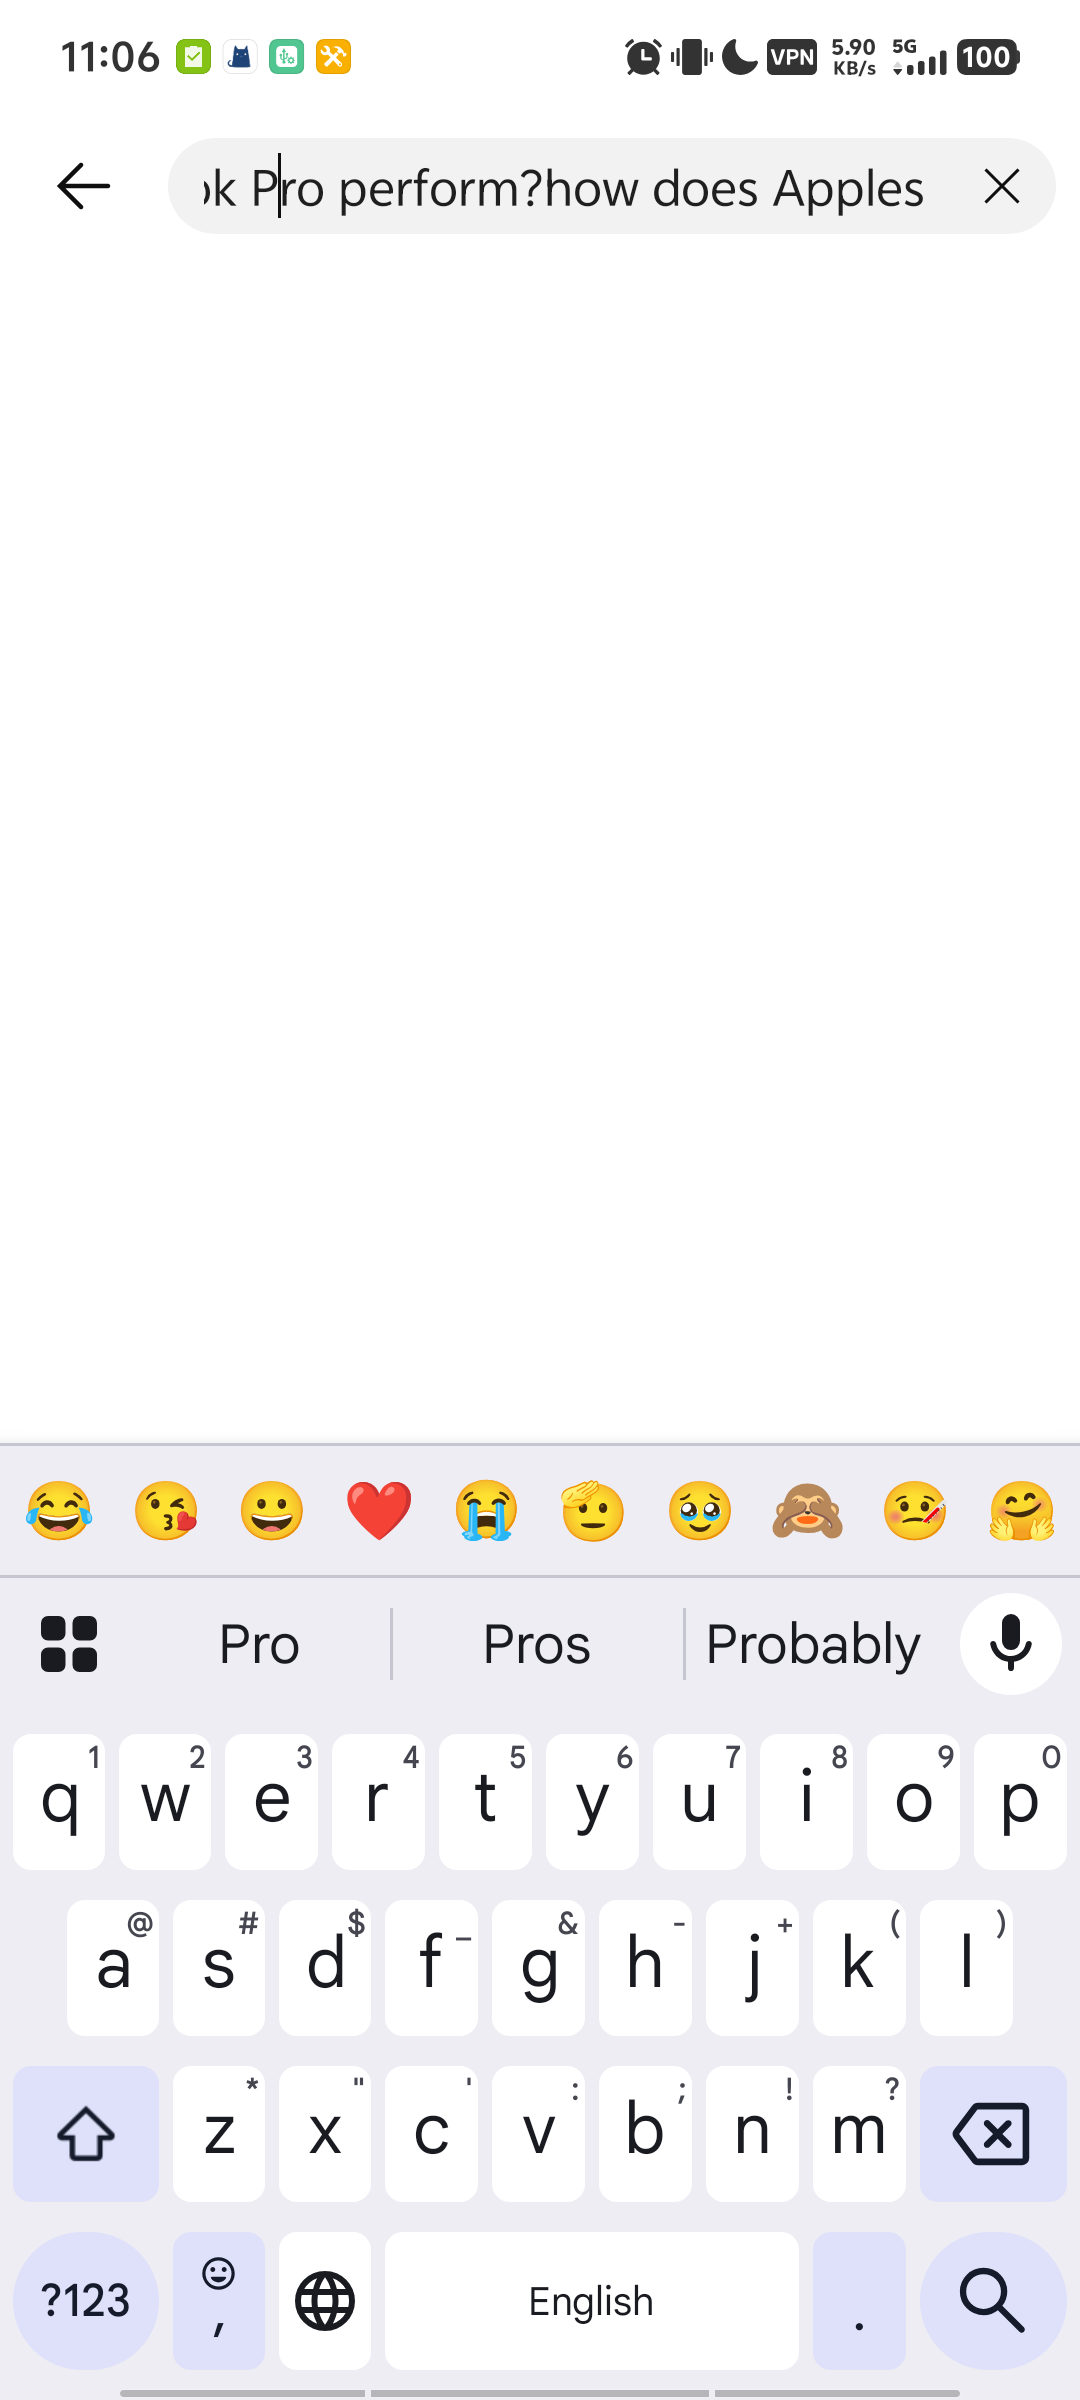 11:06
VPN
5.90 KB/s
5G
100
k Pro perform?how does Apples
Pro
Pros
Probably
1 2 3 4 5 6 7 8 9 0
q w e r t y u i o p
@ # $ _ & - + ( )
a s d f g h j k l
* " ' : ; ! ?
z x c v b n m
?123
,
English
.